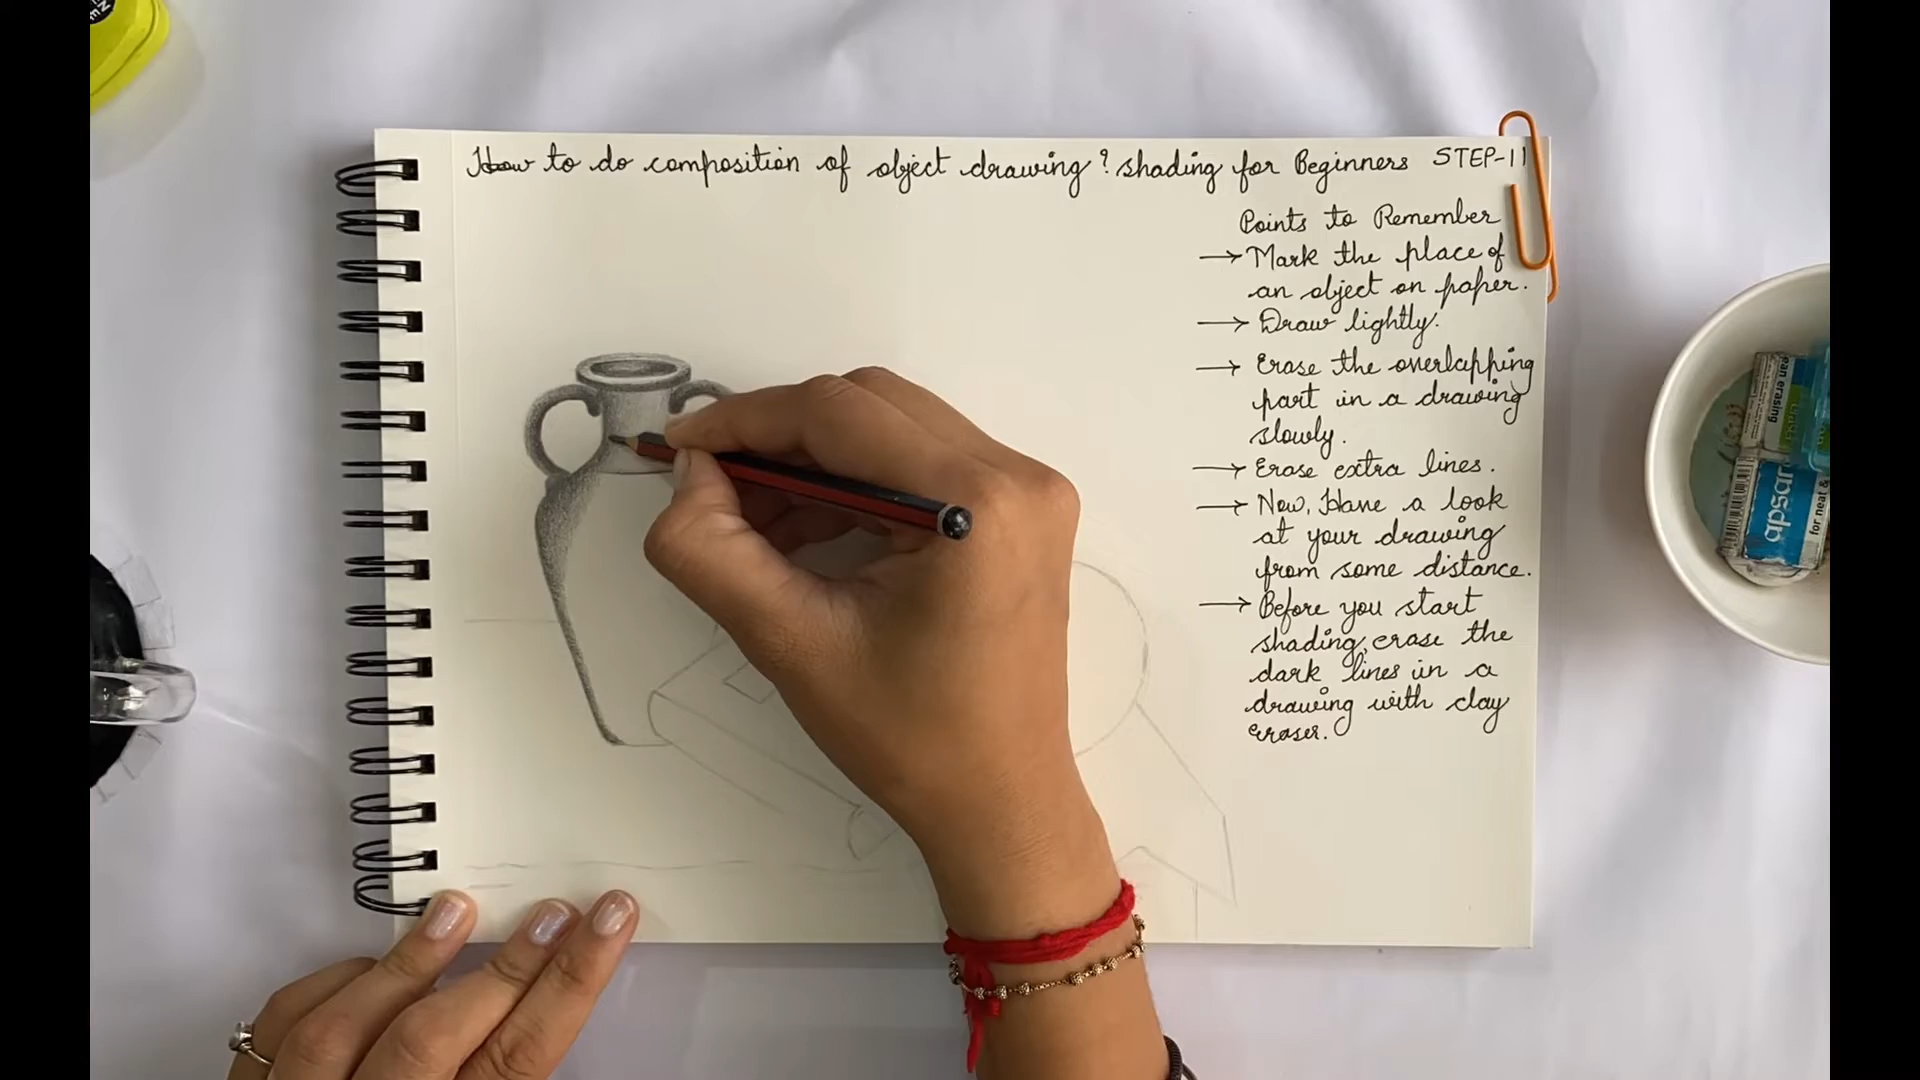 How to do composition of object drawing? shading for Beginners STEP-11
Points to Remember
→ Mark the place of
an object on paper.
→ Draw lightly.
→ Erase the overlapping
part in a drawing
slowly.
→ Erase extra lines.
→ Now, Have a look
at your drawing
from some distance.
→ Before you start
shading, erase the
dark lines in a
drawing with clay
eraser.
ean erasing
apsara
for neat &